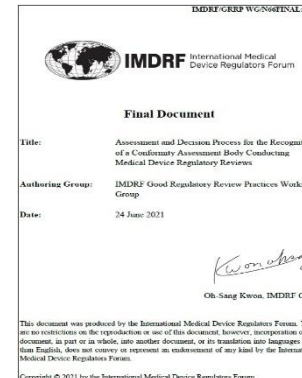 IMDRF/GRRP WG/N66FINAL:
IMDRF International Medical
Device Regulators Forum
Final Document
Title: Assessment and Decision Process for the Recognit
of a Conformity Assessment Body Conducting
Medical Device Regulatory Reviews
Authoring Group: IMDRF Good Regulatory Review Practices Work
Group
Date: 24 June 2021
Oh-Sang Kwon, IMDRF C
This document was produced by the International Medical Device Regulators Forum. T
are no restrictions on the reproduction or use of this document; however, incorporation o
document, in part or in whole, into another document, or its translation into languages
than English, does not convey or represent an endorsement of any kind by the Internat
Medical Device Regulators Forum.
Copyright © 2021 by the International Medical Device Regulators Forum.